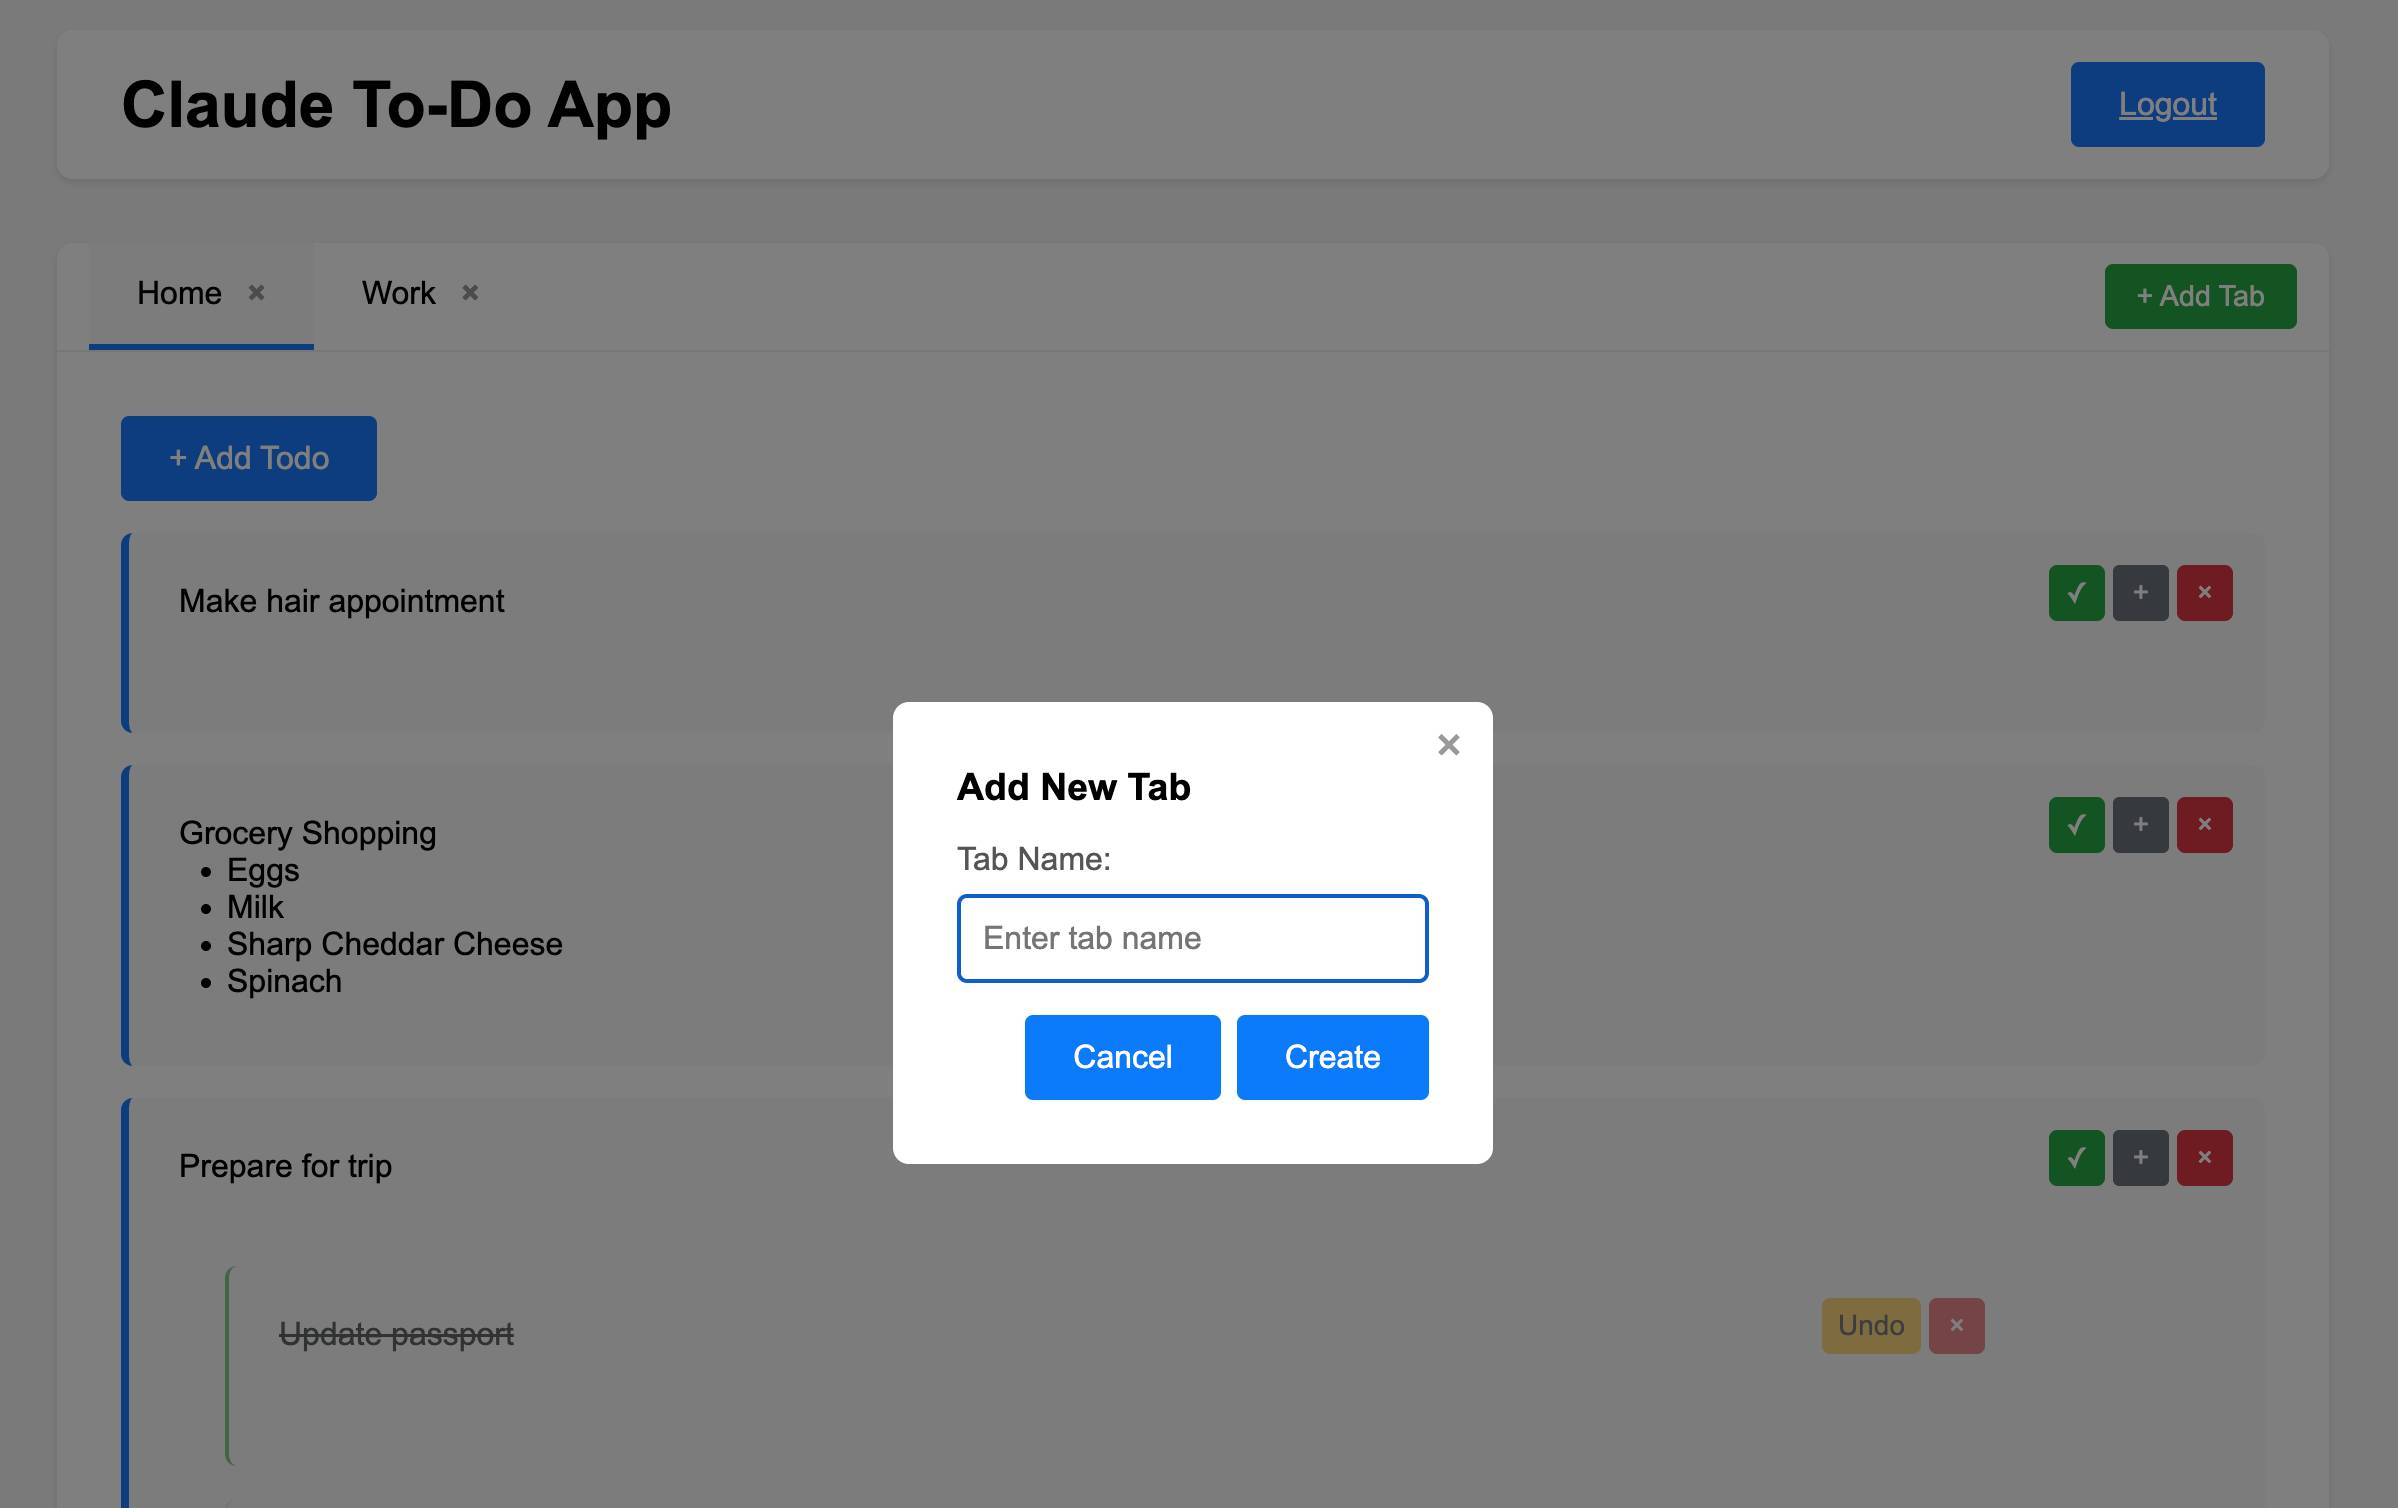 Claude To-Do App
Logout
Home ×
Work ×
+ Add Tab
+ Add Todo
Make hair appointment
✓ + ×
Grocery Shopping
• Eggs
• Milk
• Sharp Cheddar Cheese
• Spinach
✓ + ×
Prepare for trip
✓ + ×
Update passport
Undo ×
×
Add New Tab
Tab Name:
Enter tab name
Cancel
Create